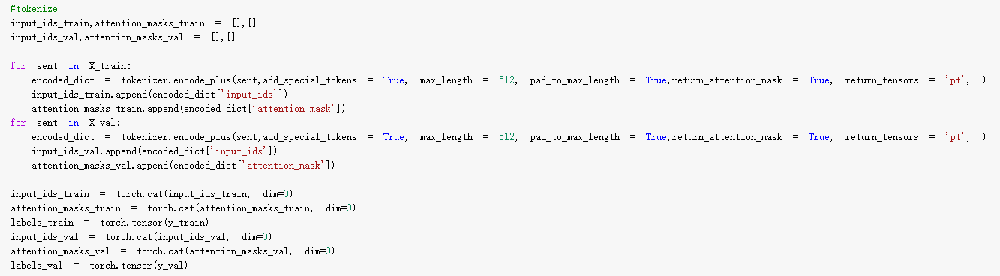 #tokenize
input_ids_train,attention_masks_train = [],[]
input_ids_val,attention_masks_val = [],[]
for sent in X_train:
encoded_dict = tokenizer.encode_plus(sent,add_special_tokens = True, max_length = 512, pad_to_max_length = True,return_attention_mask = True, return_tensors = 'pt', )
input_ids_train.append(encoded_dict['input_ids'])
attention_masks_train.append(encoded_dict['attention_mask'])
for sent in X_val:
encoded_dict = tokenizer.encode_plus(sent,add_special_tokens = True, max_length = 512, pad_to_max_length = True,return_attention_mask = True, return_tensors = 'pt', )
input_ids_val.append(encoded_dict['input_ids'])
attention_masks_val.append(encoded_dict['attention_mask'])
input_ids_train = torch.cat(input_ids_train, dim=0)
attention_masks_train = torch.cat(attention_masks_train, dim=0)
labels_train = torch.tensor(y_train)
input_ids_val = torch.cat(input_ids_val, dim=0)
attention_masks_val = torch.cat(attention_masks_val, dim=0)
labels_val = torch.tensor(y_val)